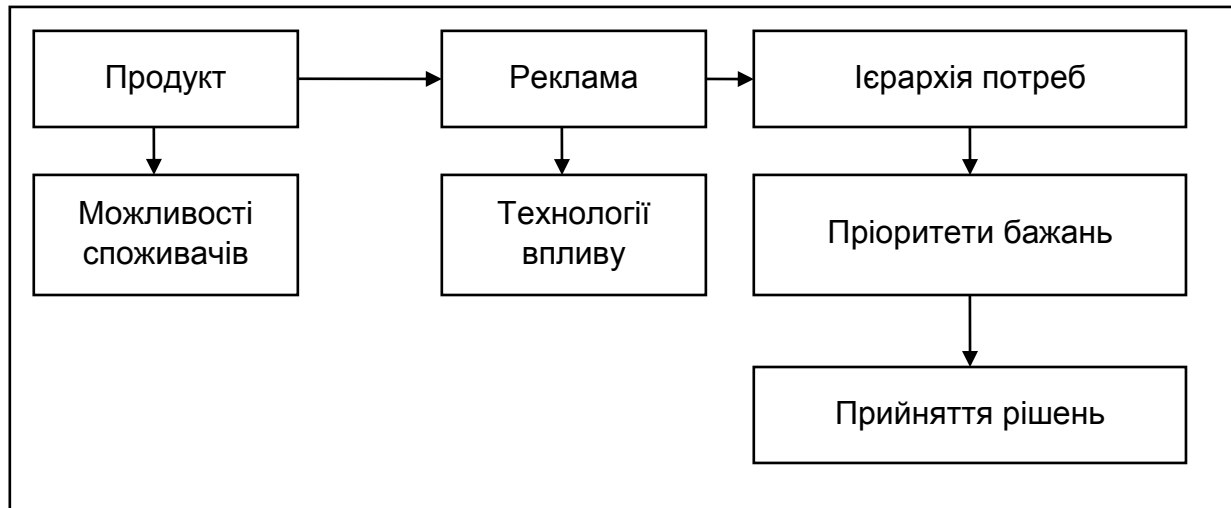 Продукт
Реклама
Ієрархія потреб
Можливості
споживачів
Технології
впливу
Пріоритети бажань
Прийняття рішень